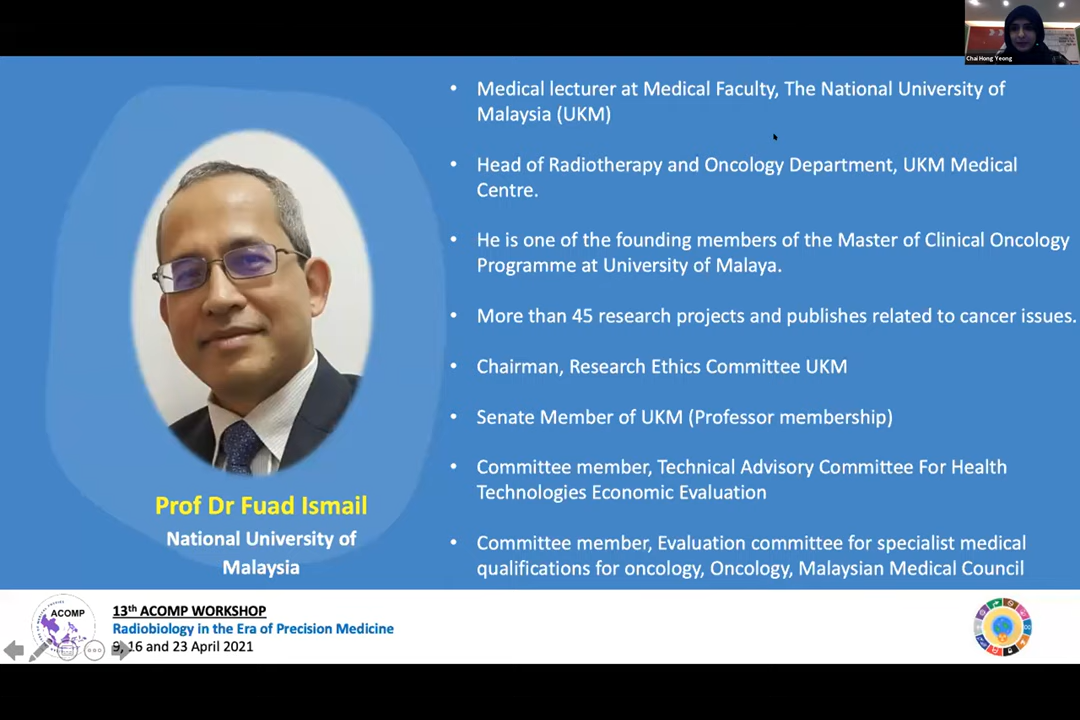 Chai Hong Yeong
• Medical lecturer at Medical Faculty, The National University of
Malaysia (UKM)
• Head of Radiotherapy and Oncology Department, UKM Medical
Centre.
• He is one of the founding members of the Master of Clinical Oncology
Programme at University of Malaya.
• More than 45 research projects and publishes related to cancer issues.
• Chairman, Research Ethics Committee UKM
• Senate Member of UKM (Professor membership)
• Committee member, Technical Advisory Committee For Health
Technologies Economic Evaluation
• Committee member, Evaluation committee for specialist medical
qualifications for oncology, Oncology, Malaysian Medical Council
Prof Dr Fuad Ismail
National University of
Malaysia
ACOMP
13th ACOMP WORKSHOP
Radiobiology in the Era of Precision Medicine
9, 16 and 23 April 2021